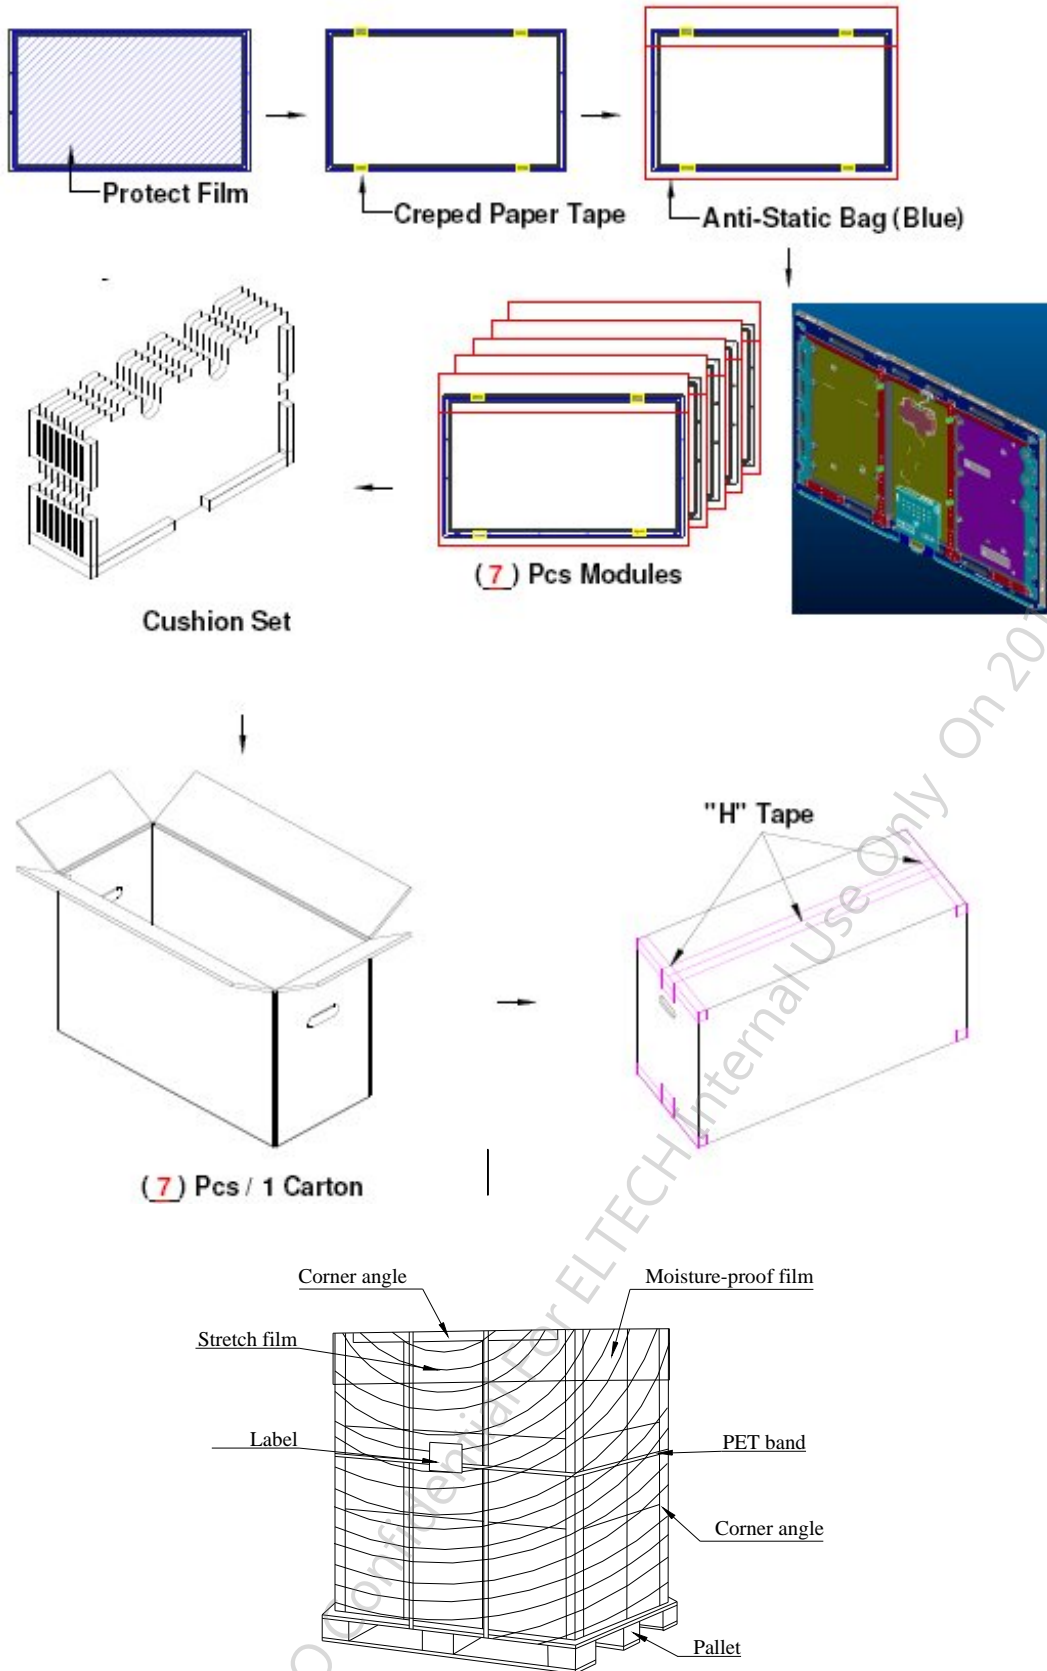 Protect Film
Creped Paper Tape
Anti-Static Bag (Blue)
( 7 ) Pcs Modules
Cushion Set
"H" Tape
( 7 ) Pcs / 1 Carton
Corner angle
Moisture-proof film
Stretch film
Label
PET band
Corner angle
Pallet
O Confidential For ELTECH Internal Use Only On 201